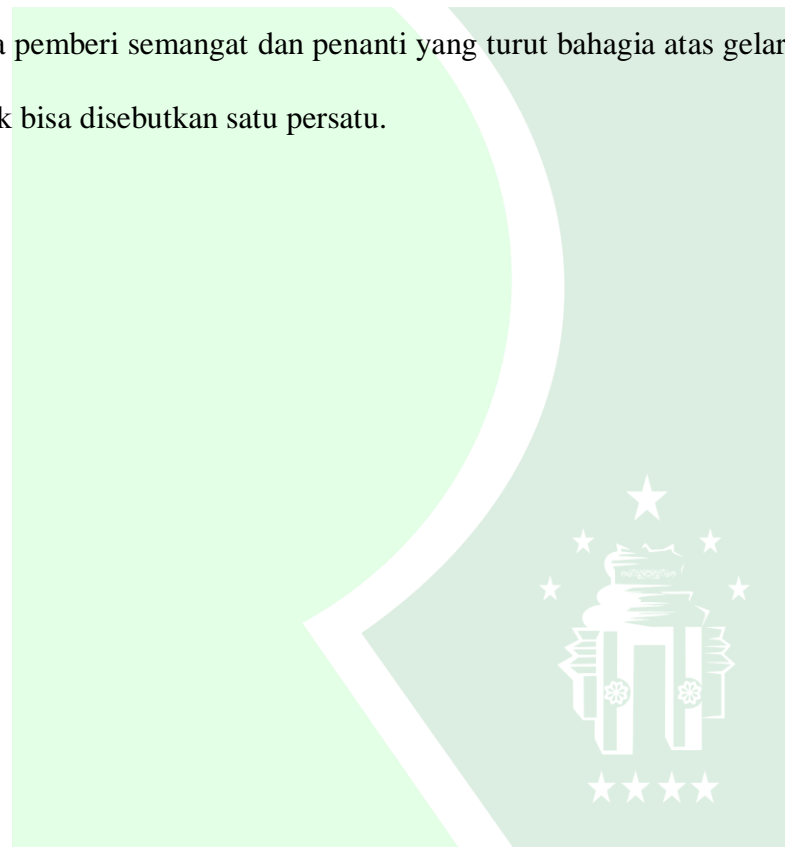 pemberi semangat dan penanti yang turut bahagia atas gelar
bisa disebutkan satu persatu.